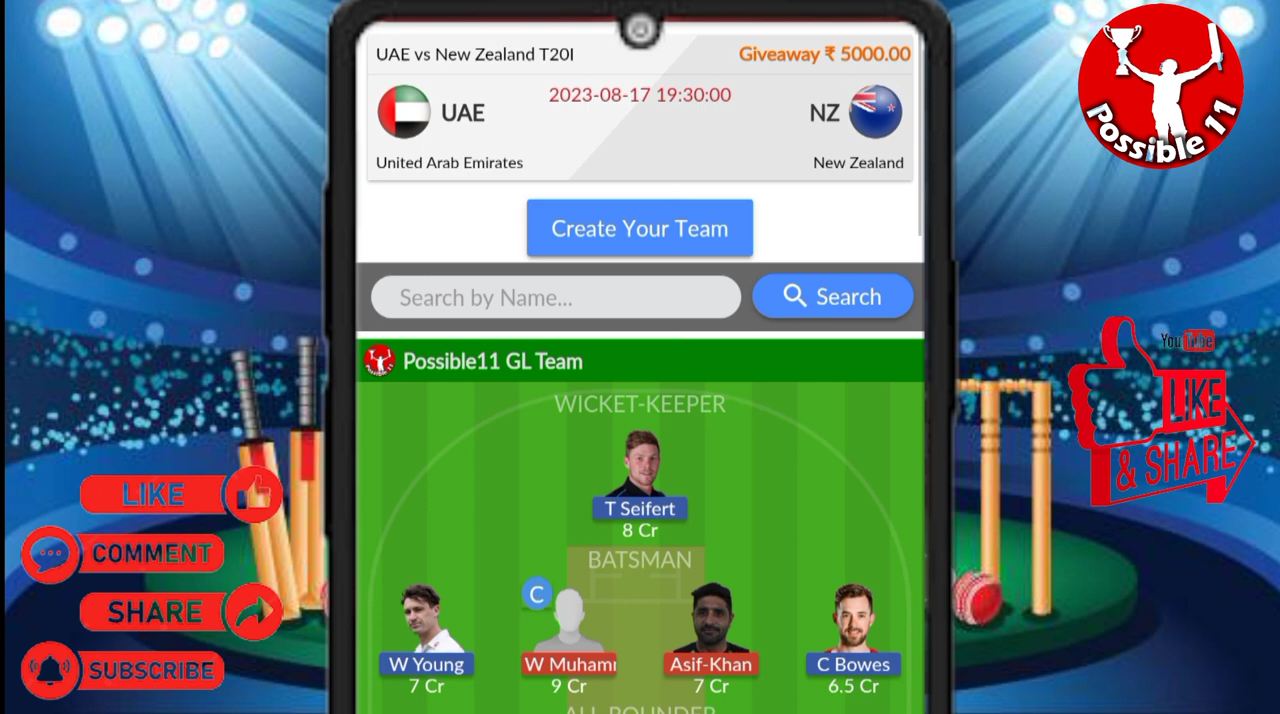 UAE vs New Zealand T20I
Giveaway ₹ 5000.00
2023-08-17 19:30:00
UAE
NZ
United Arab Emirates
New Zealand
Possible 11
Create Your Team
Search by Name...
Search
Possible11 GL Team
WICKET-KEEPER
T Seifert
8 Cr
BATSMAN
C
W Young
7 Cr
W Muhamm
9 Cr
Asif-Khan
7 Cr
C Bowes
6.5 Cr
ALL-ROUNDER
LIKE
COMMENT
SHARE
SUBSCRIBE
YouTube
LIKE
& SHARE